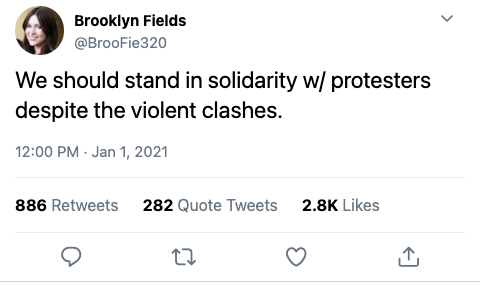 Brooklyn Fields
@BrooFie320
We should stand in solidarity w/ protesters
despite the violent clashes.
12:00 PM · Jan 1, 2021
886 Retweets 282 Quote Tweets 2.8K Likes